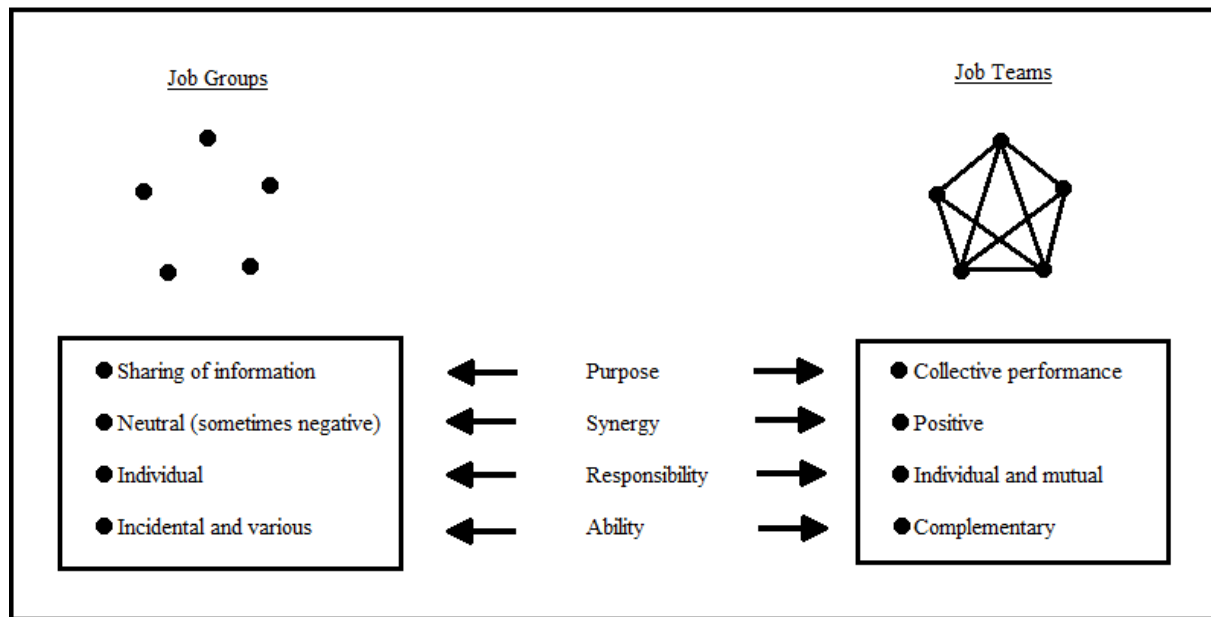 Job Groups
Job Teams
Sharing of information
Purpose
Collective performance
Neutral (sometimes negative)
Synergy
Positive
Individual
Responsibility
Individual and mutual
Incidental and various
Ability
Complementary